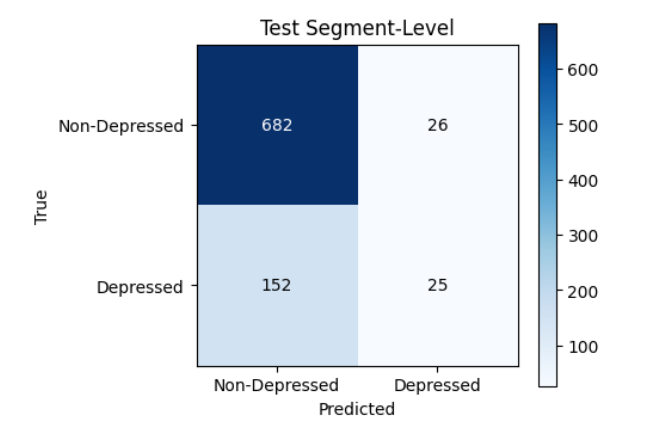 Test Segment-Level
True
Non-Depressed
682
26
Depressed
152
25
Non-Depressed
Depressed
Predicted
600
500
400
300
200
100